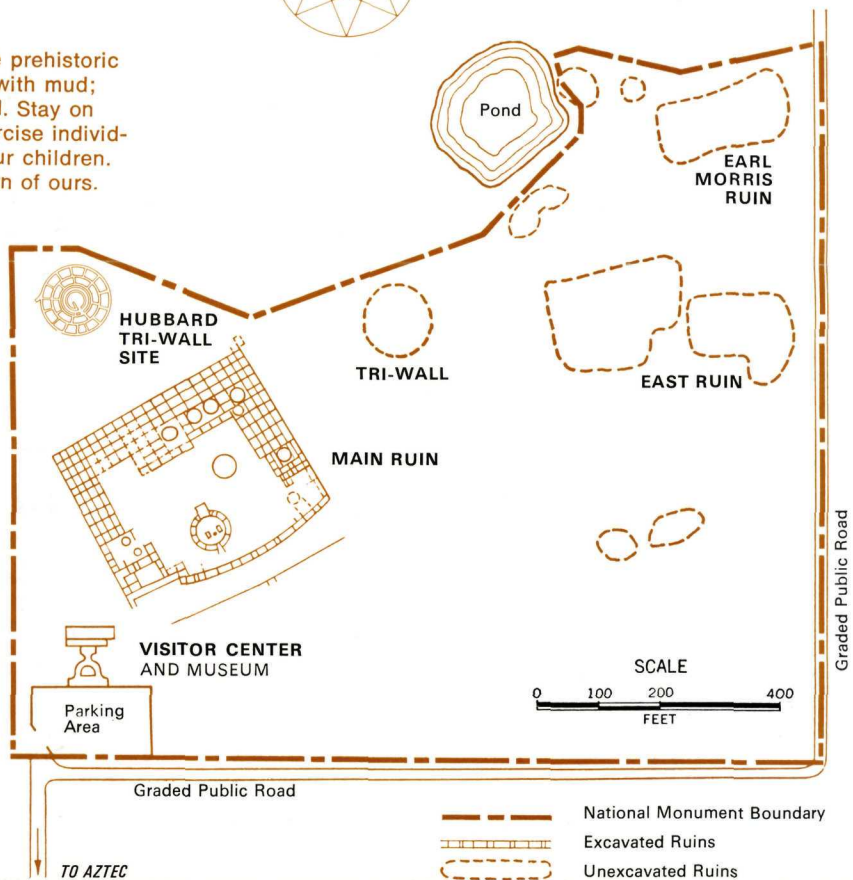 prehistoric
with mud;
Stay on
rcise individ-
ur children.
n of ours.
Pond
EARL
MORRIS
RUIN
HUBBARD
TRI-WALL
SITE
TRI-WALL
EAST RUIN
MAIN RUIN
VISITOR CENTER
AND MUSEUM
Parking
Area
SCALE
0 100 200 400
FEET
Graded Public Road
Graded Public Road
TO AZTEC
National Monument Boundary
Excavated Ruins
Unexcavated Ruins